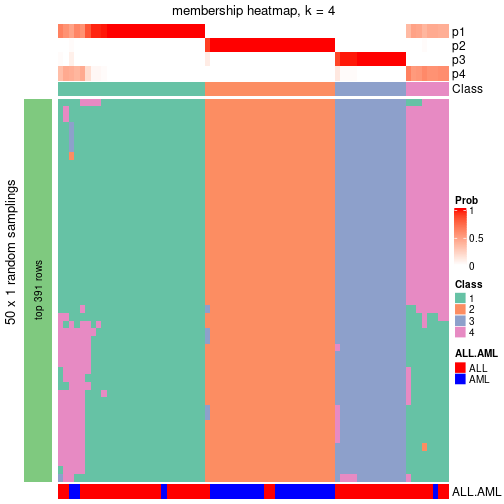 membership heatmap, k = 4
p1
p2
p3
p4
Class
50 x 1 random samplings
top 391 rows
Prob
1
0.5
0
Class
1
2
3
4
ALL.AML
ALL
AML
ALL.AML